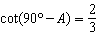 cot(90° − A) = 2/3